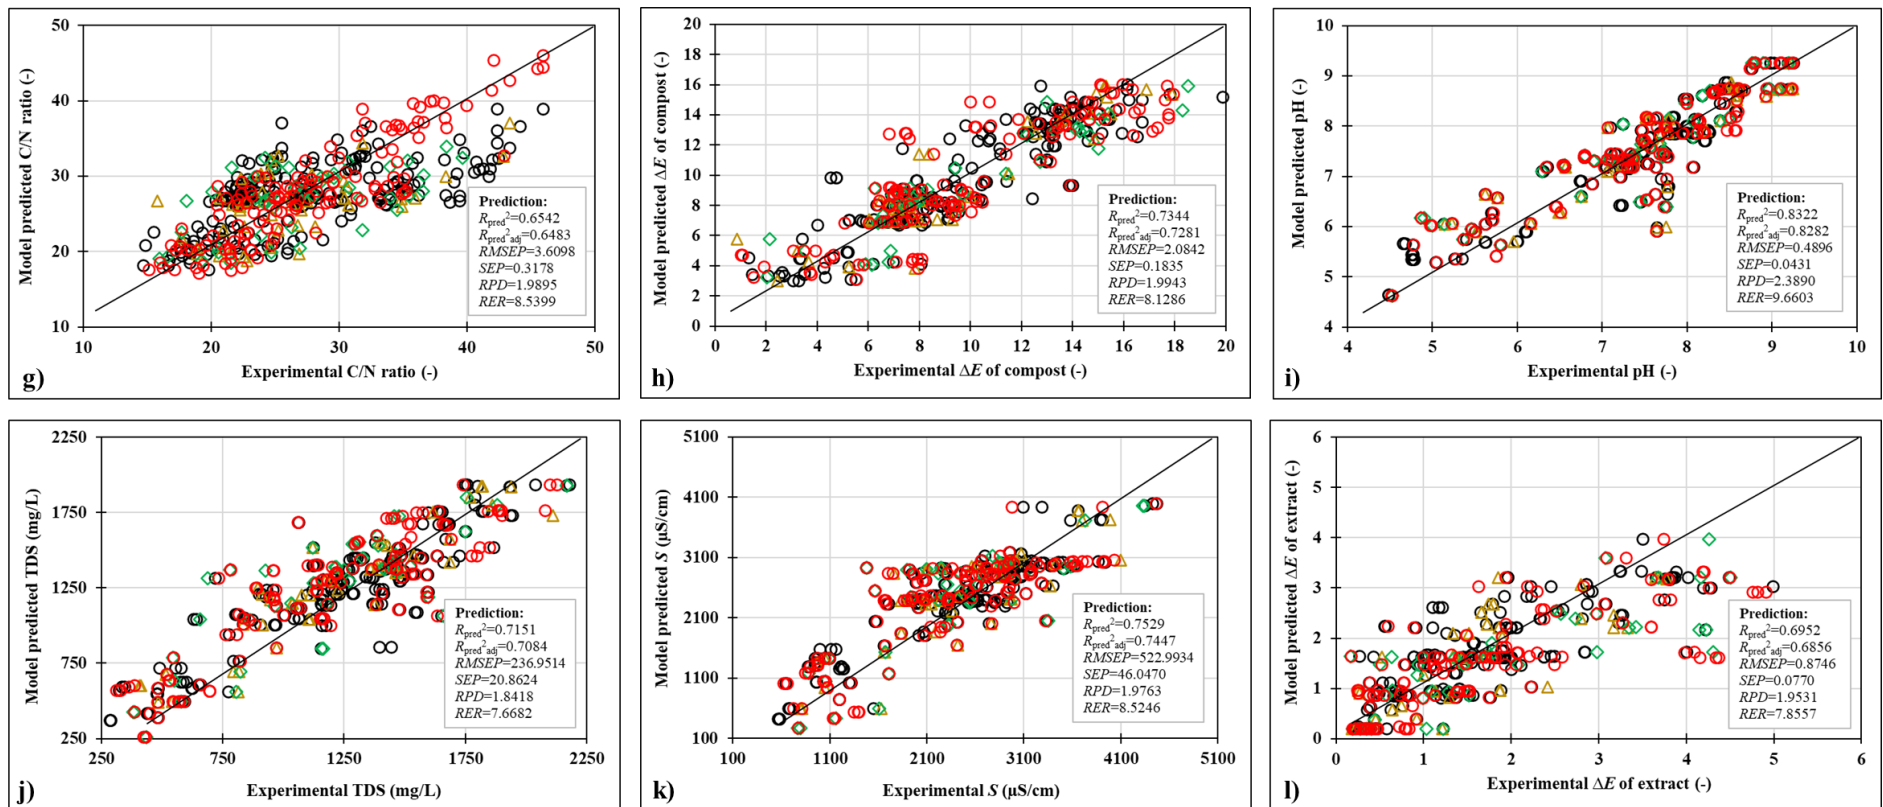 Model predicted C/N ratio (-)
50
40
30
20
10
10 20 30 40 50
Experimental C/N ratio (-)
g)
Prediction:
Rpred²=0.6542
Rpred²adj=0.6483
RMSEP=3.6098
SEP=0.3178
RPD=1.9895
RER=8.5399
Model predicted ΔE of compost (-)
20
18
16
14
12
10
8
6
4
2
0
0 2 4 6 8 10 12 14 16 18 20
Experimental ΔE of compost (-)
h)
Prediction:
Rpred²=0.7344
Rpred²adj=0.7281
RMSEP=2.0842
SEP=0.1835
RPD=1.9943
RER=8.1286
Model predicted pH (-)
10
9
8
7
6
5
4
4 5 6 7 8 9 10
Experimental pH (-)
i)
Prediction:
Rpred²=0.8322
Rpred²adj=0.8282
RMSEP=0.4896
SEP=0.0431
RPD=2.3890
RER=9.6603
Model predicted TDS (mg/L)
2250
1750
1250
750
250
250 750 1250 1750 2250
Experimental TDS (mg/L)
j)
Prediction:
Rpred²=0.7151
Rpred²adj=0.7084
RMSEP=236.9514
SEP=20.8624
RPD=1.8418
RER=7.6682
Model predicted S (µS/cm)
5100
4100
3100
2100
1100
100
100 1100 2100 3100 4100 5100
Experimental S (µS/cm)
k)
Prediction:
Rpred²=0.7529
Rpred²adj=0.7447
RMSEP=522.9934
SEP=46.0470
RPD=1.9763
RER=8.5246
Model predicted ΔE of extract (-)
6
5
4
3
2
1
0
0 1 2 3 4 5 6
Experimental ΔE of extract (-)
l)
Prediction:
Rpred²=0.6952
Rpred²adj=0.6856
RMSEP=0.8746
SEP=0.0770
RPD=1.9531
RER=7.8557